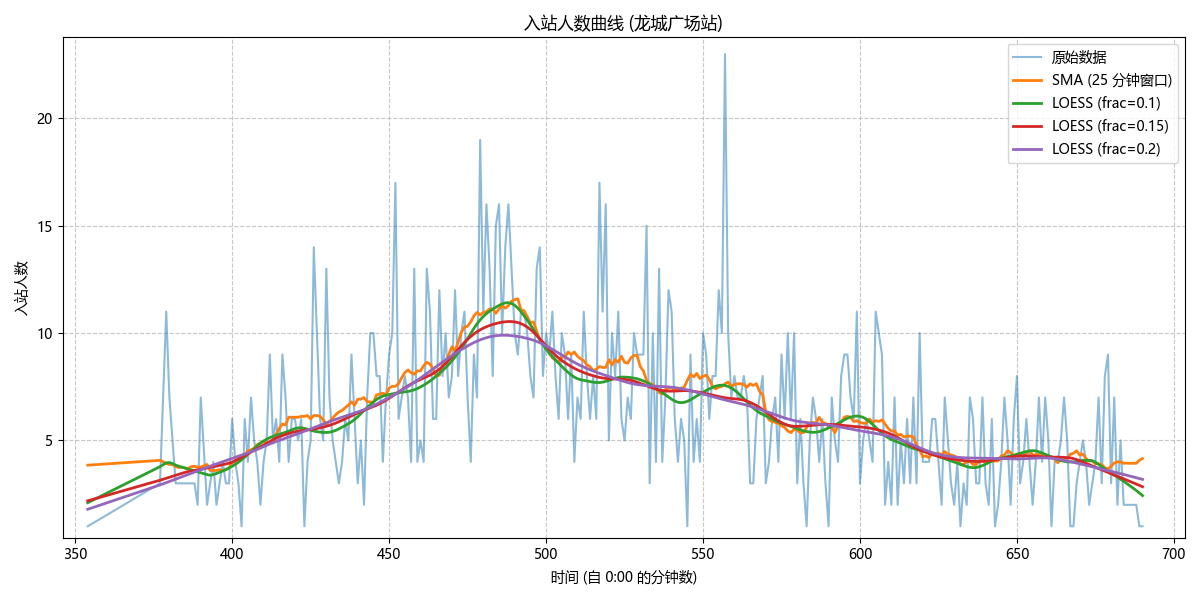 入站人数曲线 (龙城广场站)
原始数据
SMA (25 分钟窗口)
LOESS (frac=0.1)
LOESS (frac=0.15)
LOESS (frac=0.2)
入站人数
20
15
10
5
350 400 450 500 550 600 650 700
时间 (自 0:00 的分钟数)